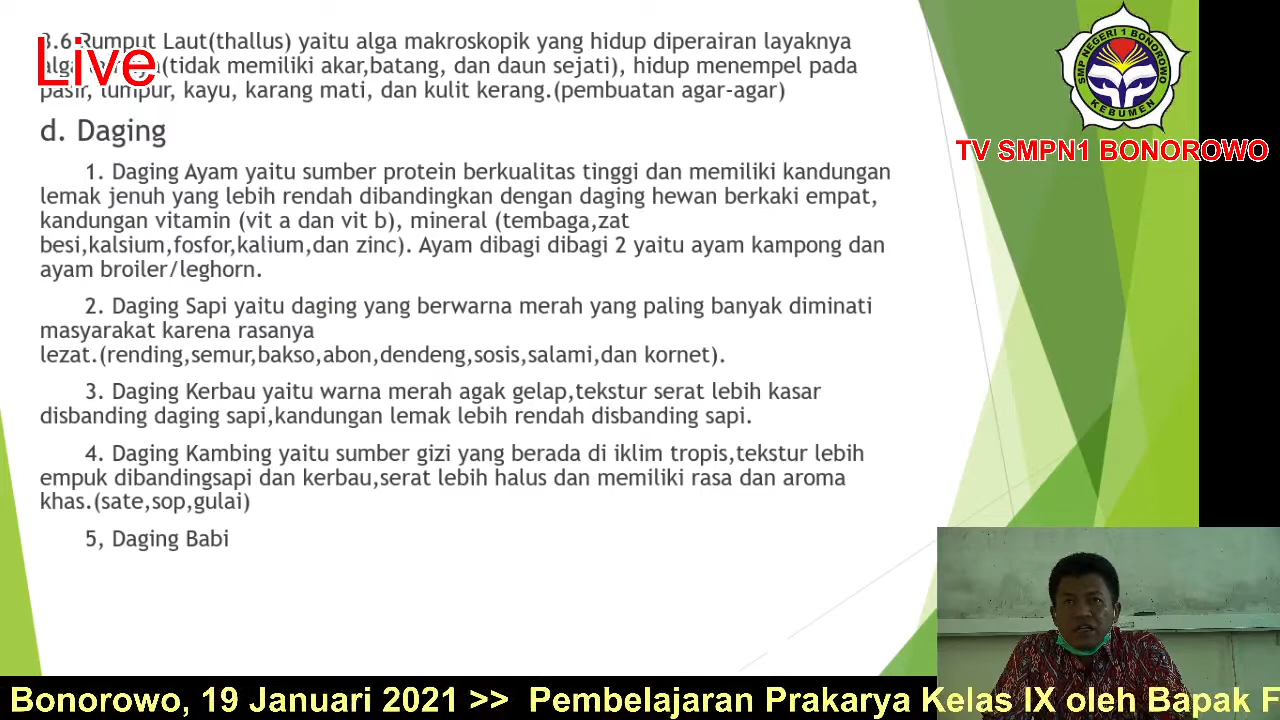 3.6 Rumput Laut(thallus) yaitu alga makroskopik yang hidup diperairan layaknya
(tidak memiliki akar,batang, dan daun sejati), hidup menempel pada
pasir, lumpur, kayu, karang mati, dan kulit kerang.(pembuatan agar-agar)
Live
d. Daging
1. Daging Ayam yaitu sumber protein berkualitas tinggi dan memiliki kandungan
lemak jenuh yang lebih rendah dibandingkan dengan daging hewan berkaki empat,
kandungan vitamin (vit a dan vit b), mineral (tembaga,zat
besi,kalsium,fosfor,kalium,dan zinc). Ayam dibagi dibagi 2 yaitu ayam kampong dan
ayam broiler/leghorn.
2. Daging Sapi yaitu daging yang berwarna merah yang paling banyak diminati
masyarakat karena rasanya
lezat.(rending,semur,bakso,abon,dendeng,sosis,salami,dan kornet).
3. Daging Kerbau yaitu warna merah agak gelap,tekstur serat lebih kasar
disbanding daging sapi,kandungan lemak lebih rendah disbanding sapi.
4. Daging Kambing yaitu sumber gizi yang berada di iklim tropis,tekstur lebih
empuk dibandingsapi dan kerbau,serat lebih halus dan memiliki rasa dan aroma
khas.(sate,sop,gulai)
5, Daging Babi
SMP NEGERI 1 BONOROWO
KEBUMEN
TV SMPN1 BONOROWO
Bonorowo, 19 Januari 2021 >> Pembelajaran Prakarya Kelas IX oleh Bapak F